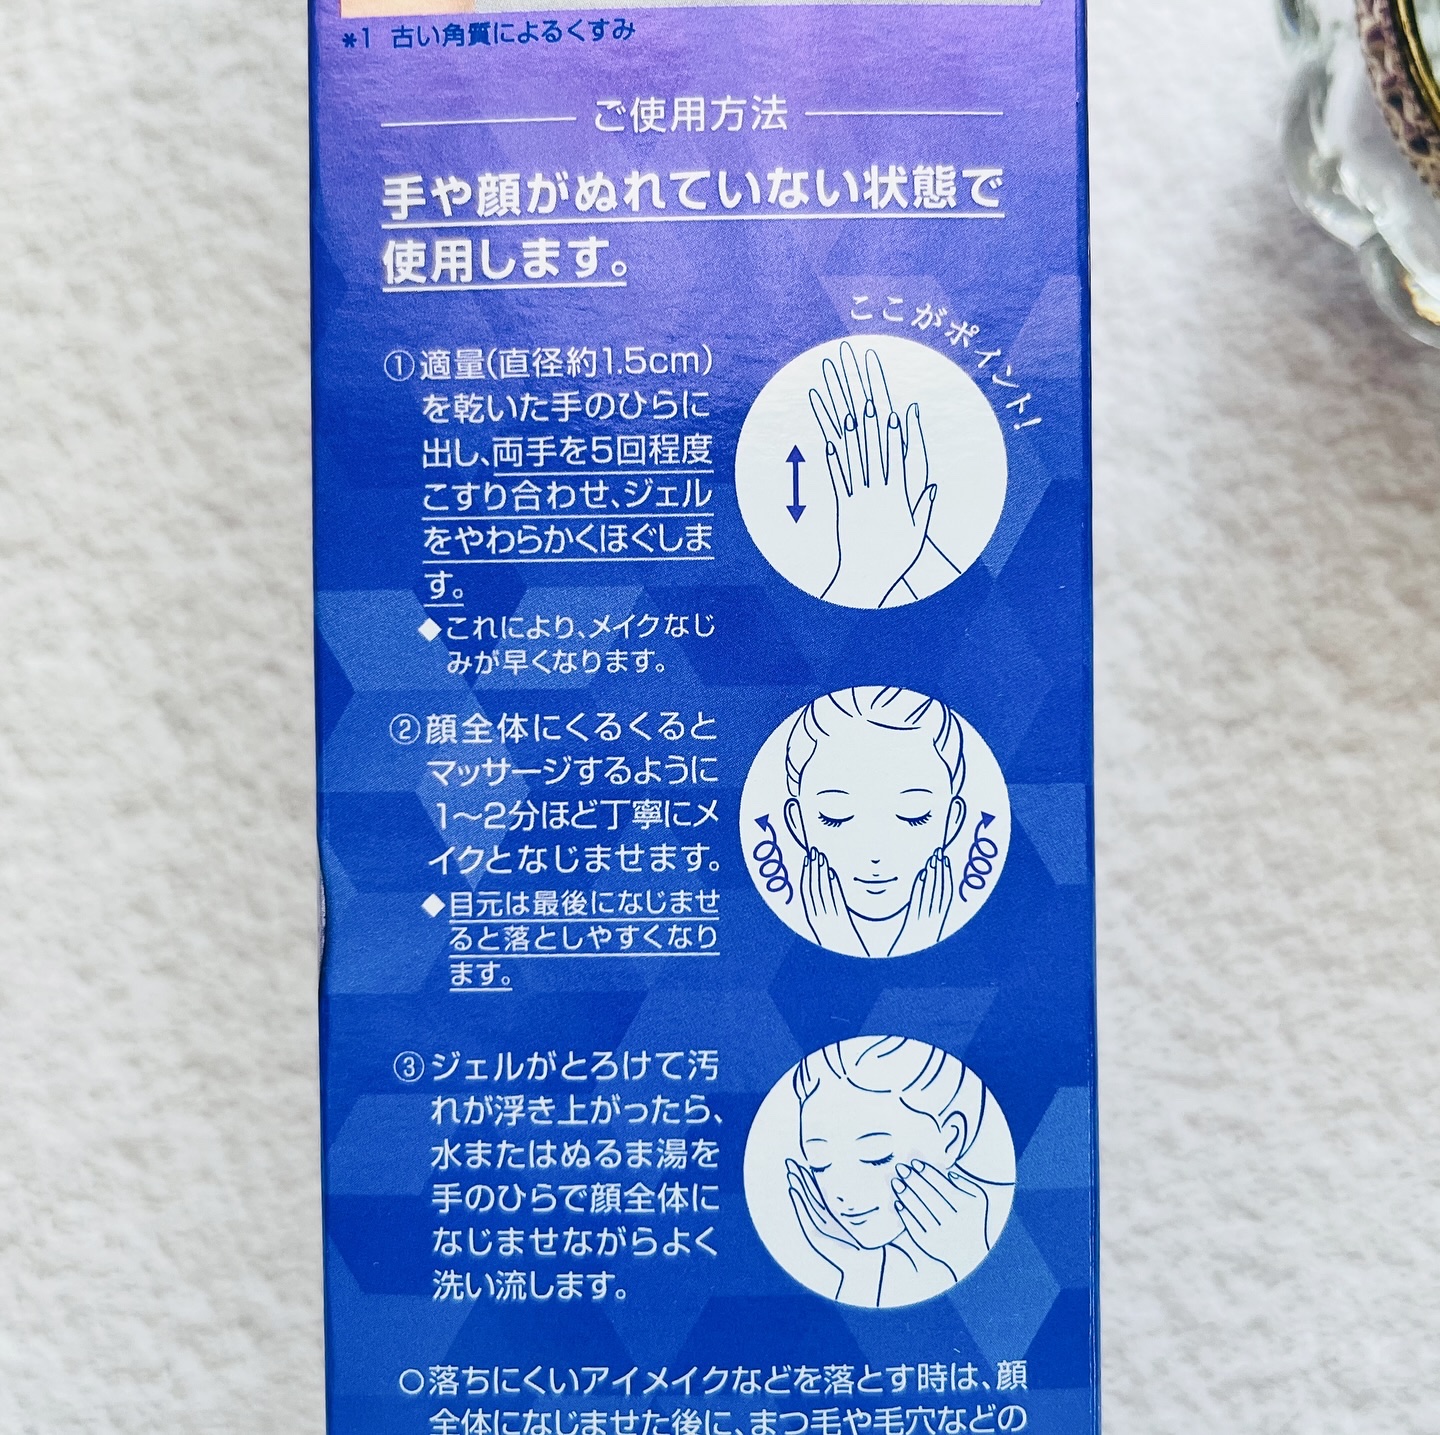 *1 古い角質によるくすみ
ご使用方法
手や顔がぬれていない状態で
使用します。
ここがポイント!
①適量(直径約1.5cm)
を乾いた手のひらに
出し、両手を5回程度
こすり合わせ、ジェル
をやわらかくほぐしま
す。
◆これにより、メイクなじ
みが早くなります。
②顔全体にくるくると
マッサージするように
1〜2分ほど丁寧にメ
イクとなじませます。
◆目元は最後になじませ
ると落としやすくなり
ます。
③ジェルがとろけて汚
れが浮き上がったら、
水またはぬるま湯を
手のひらで顔全体に
なじませながらよく
洗い流します。
○落ちにくいアイメイクなどを落とす時は、顔
全体になじませた後に、まつ毛や毛穴などの